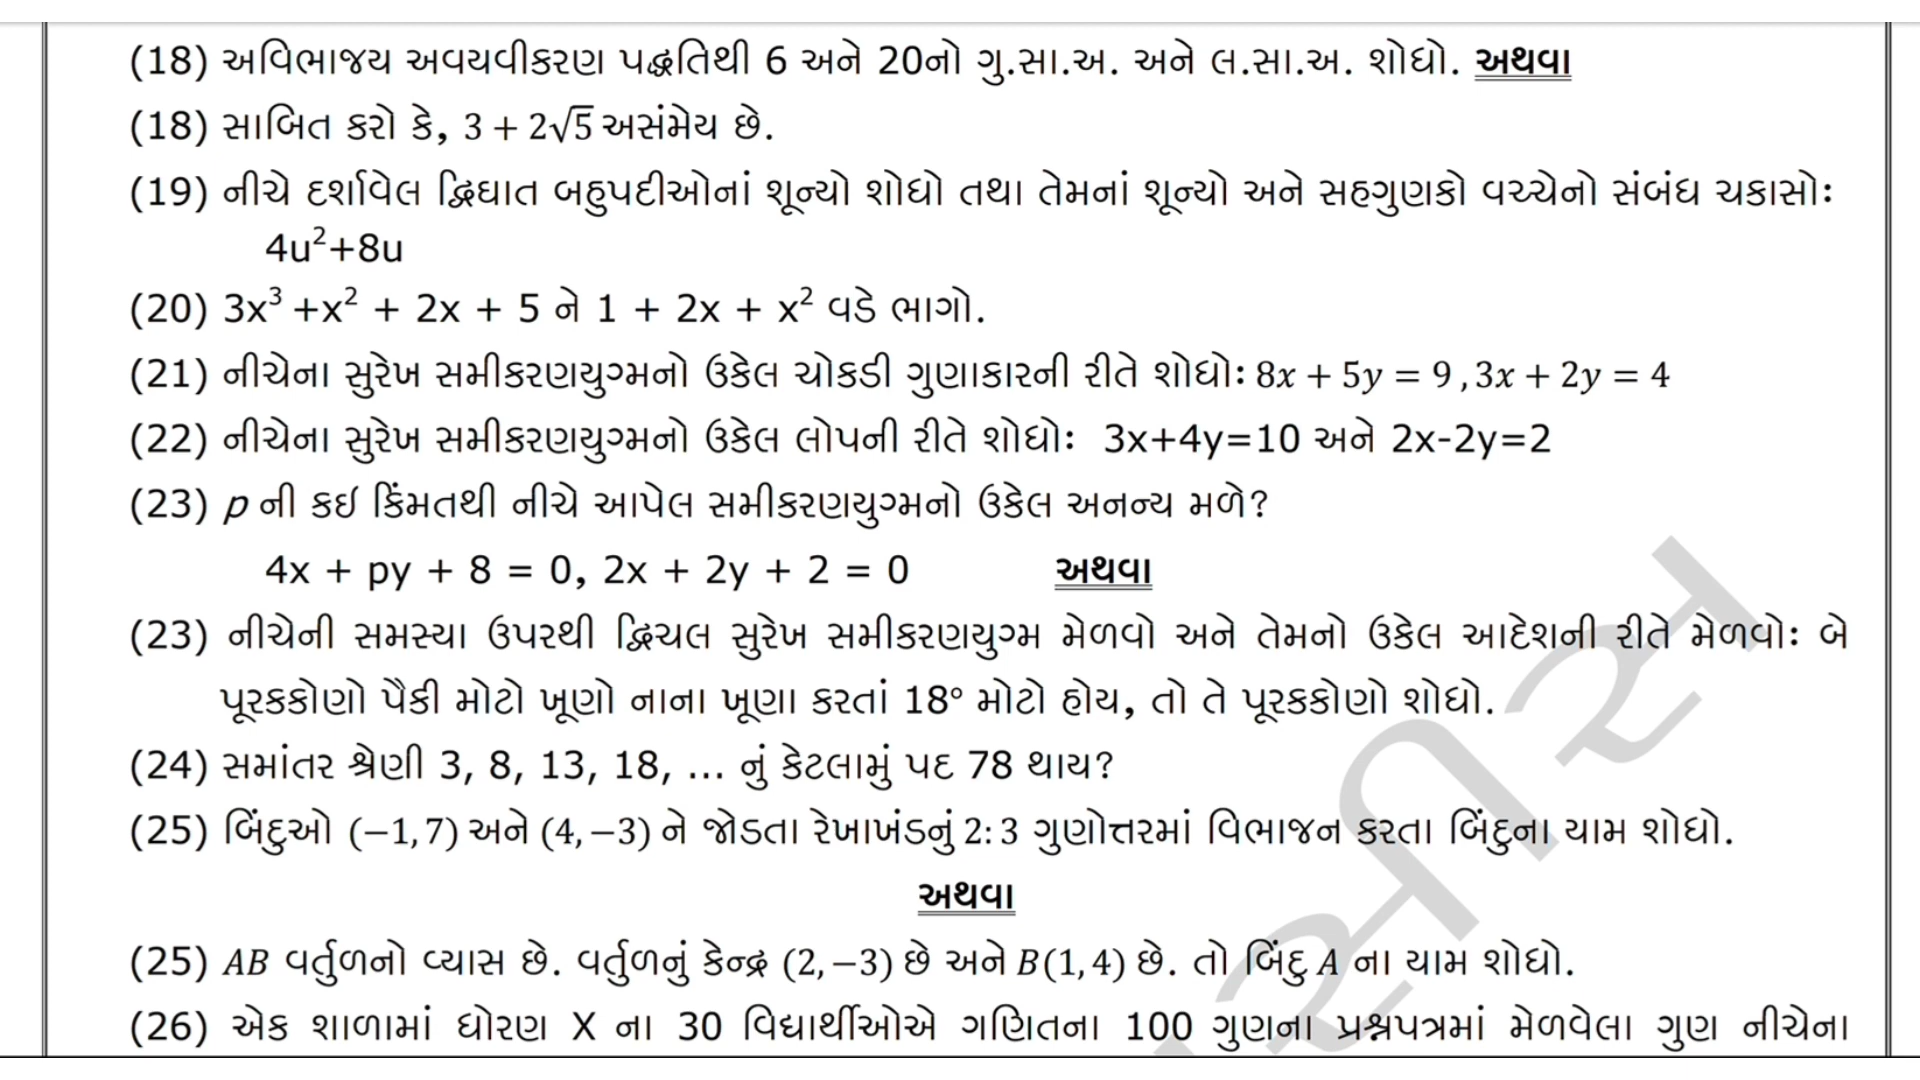 (18) અવિભાજય અવયવીકરણ પદ્ધતિથી 6 અને 20નો ગુ.સા.અ. અને લ.સા.અ. શોધો. અથવા
(18) સાબિત કરો કે, 3 + 2√5 અસંમેય છે.
(19) નીચે દર્શાવેલ દ્વિઘાત બહુપદીઓનાં શૂન્યો શોધો તથા તેમનાં શૂન્યો અને સહગુણકો વચ્ચેનો સંબંધ ચકાસો:
4u²+8u
(20) 3x³ +x² + 2x + 5 ને 1 + 2x + x² વડે ભાગો.
(21) નીચેના સુરેખ સમીકરણયુગ્મનો ઉકેલ ચોકડી ગુણાકારની રીતે શોધો: 8x + 5y = 9 , 3x + 2y = 4
(22) નીચેના સુરેખ સમીકરણયુગ્મનો ઉકેલ લોપની રીતે શોધો: 3x+4y=10 અને 2x-2y=2
(23) p ની કઇ કિંમતથી નીચે આપેલ સમીકરણયુગ્મનો ઉકેલ અનન્ય મળે?
4x + py + 8 = 0, 2x + 2y + 2 = 0 અથવા
(23) નીચેની સમસ્યા ઉપરથી દ્વિચલ સુરેખ સમીકરણયુગ્મ મેળવો અને તેમનો ઉકેલ આદેશની રીતે મેળવો: બે
પૂરકકોણો પૈકી મોટો ખૂણો નાના ખૂણા કરતાં 18° મોટો હોય, તો તે પૂરકકોણો શોધો.
(24) સમાંતર શ્રેણી 3, 8, 13, 18, ... નું કેટલામું પદ 78 થાય?
(25) બિંદુઓ (−1, 7) અને (4, −3) ને જોડતા રેખાખંડનું 2: 3 ગુણોત્તરમાં વિભાજન કરતા બિંદુના યામ શોધો.
અથવા
(25) AB વર્તુળનો વ્યાસ છે. વર્તુળનું કેન્દ્ર (2, −3) છે અને B(1, 4) છે. તો બિંદુ A ના યામ શોધો.
(26) એક શાળામાં ધોરણ X ના 30 વિદ્યાર્થીઓએ ગણિતના 100 ગુણના પ્રશ્નપત્રમાં મેળવેલા ગુણ નીચેના